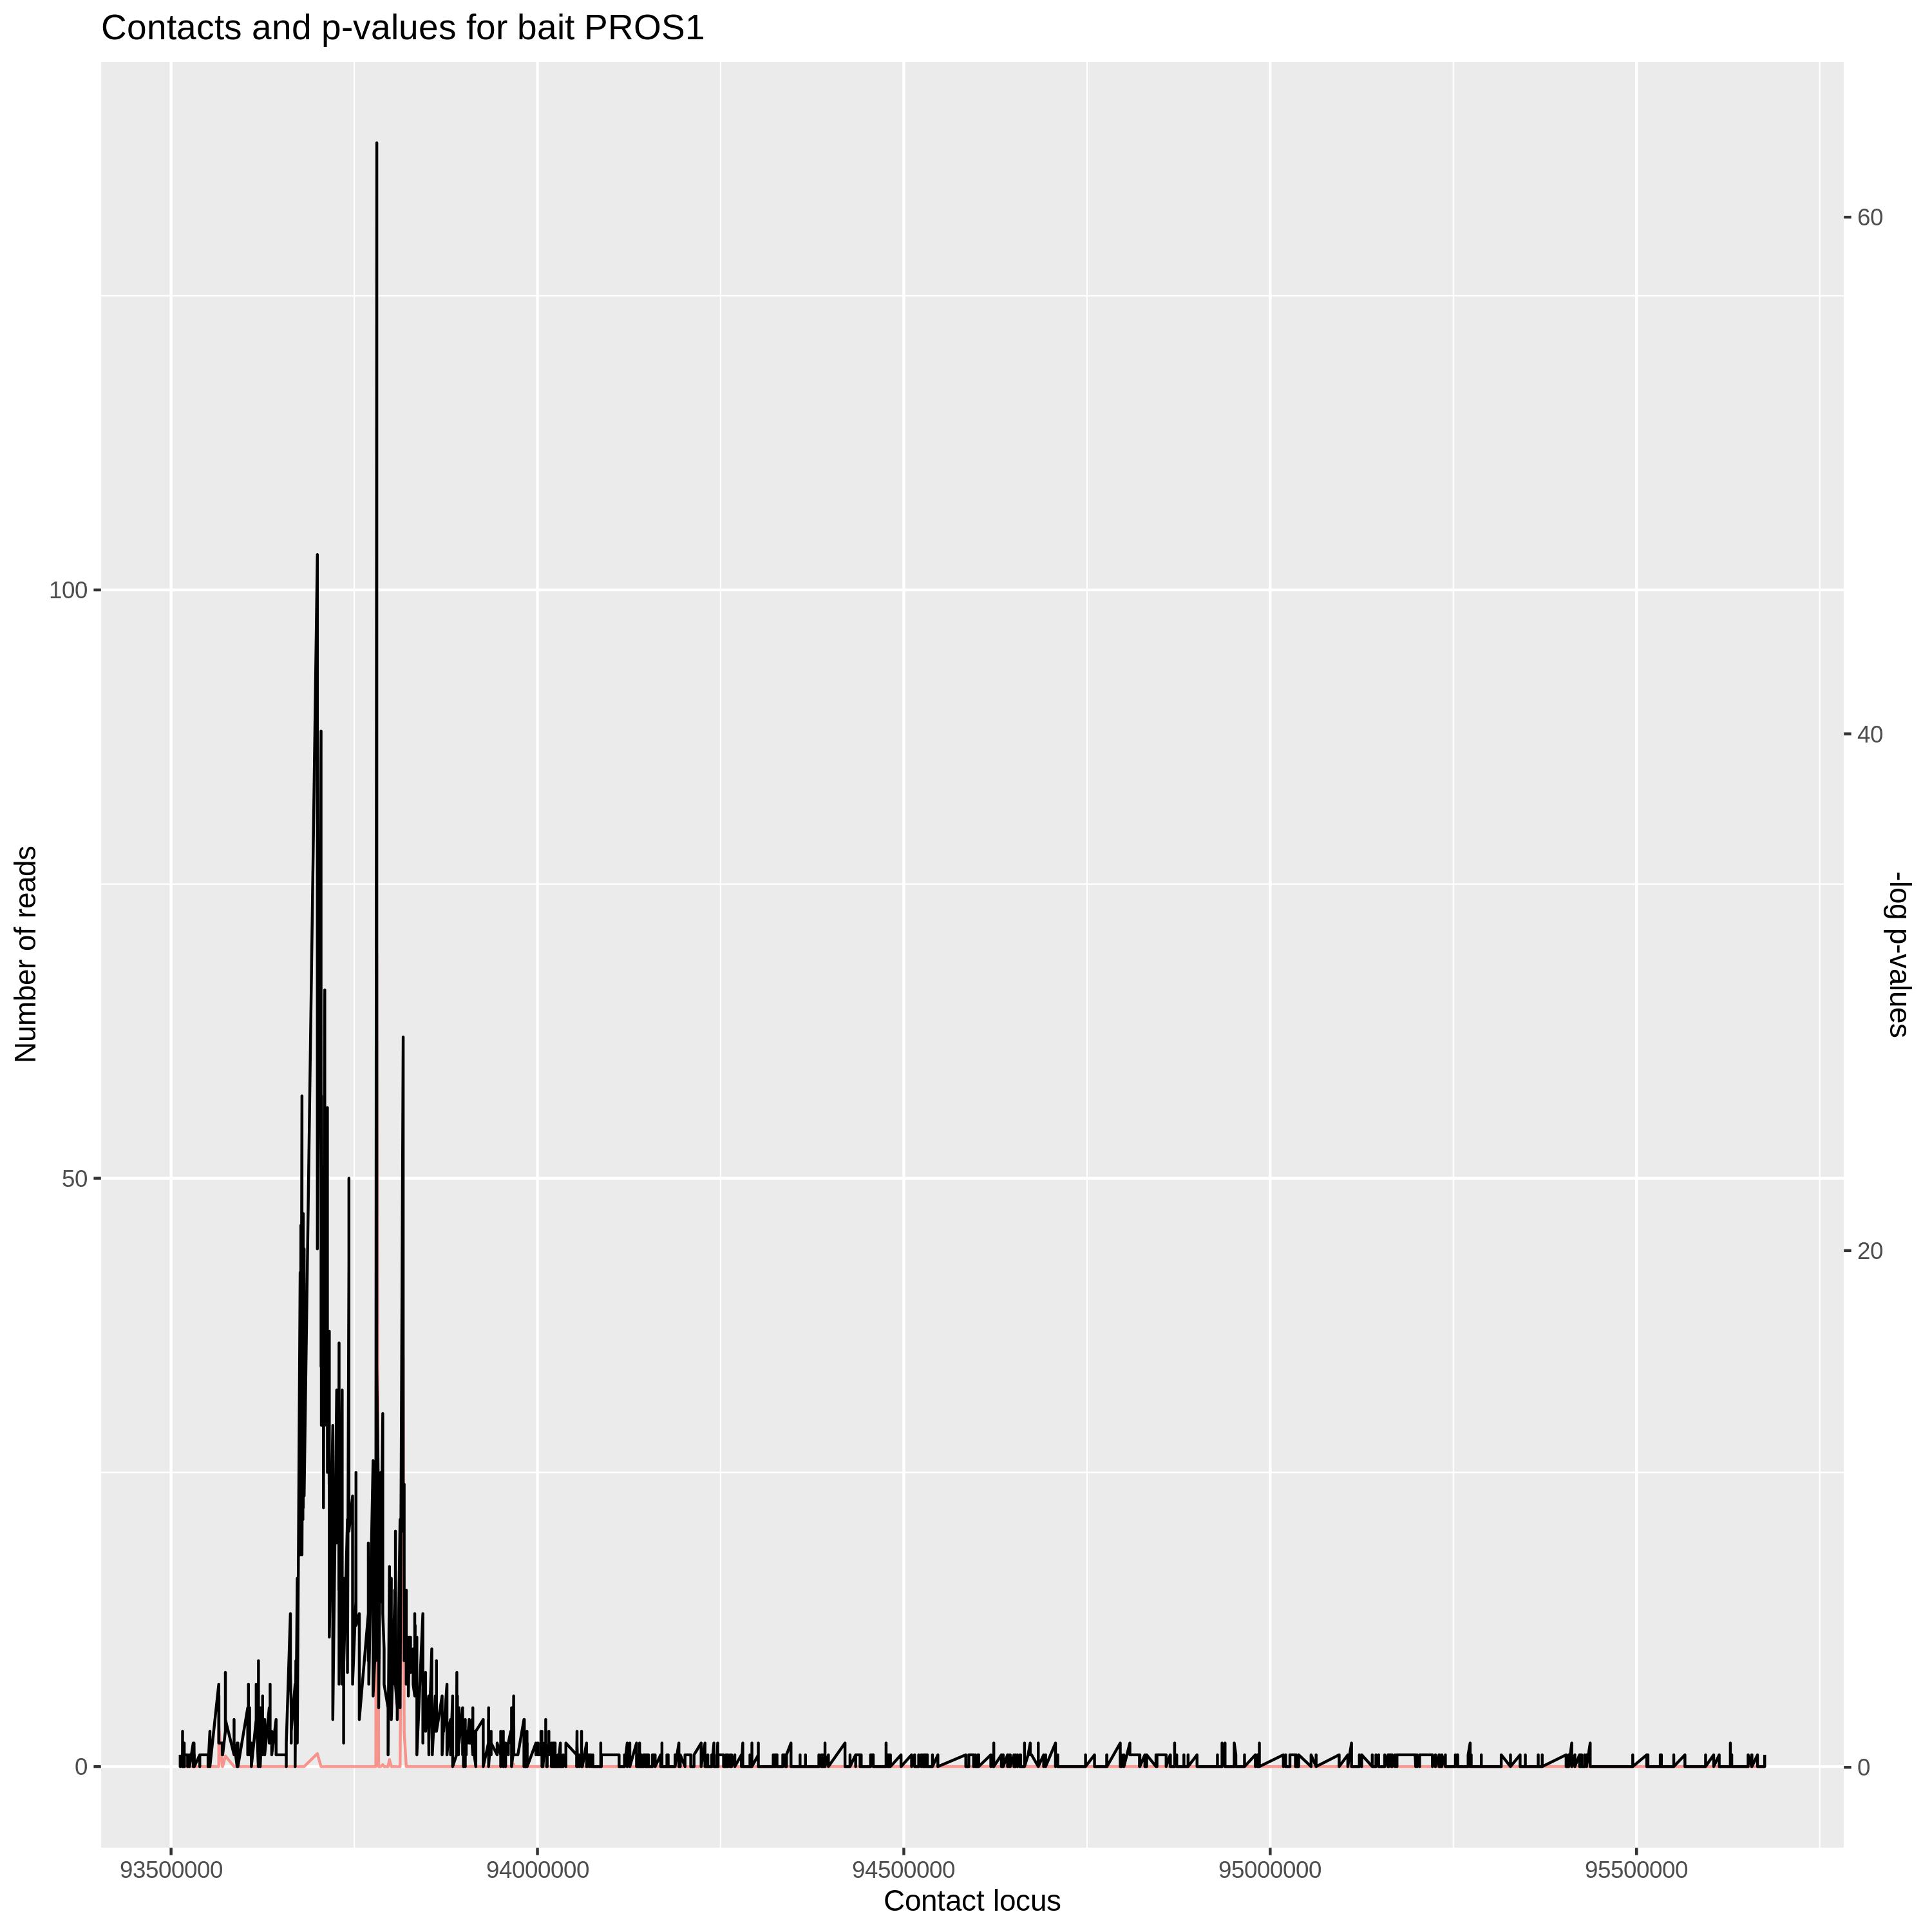 Contacts and p-values for bait PROS1
Number of reads
100
50
0
60
40
20
0
-log p-values
93500000 94000000 94500000 95000000 95500000
Contact locus